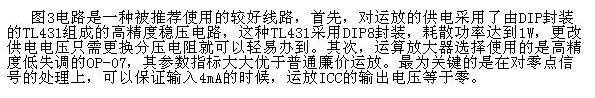 图3电路是一种被推荐使用的较好线路，首先，对运放的供电采用了由DIP封装
的TL431组成的高精度稳压电路，这种TL431采用DIP8封装，耗散功率达到1W，更改
供电电压只需更换分压电阻就可以轻易办到。其次，运算放大器选择使用的是高精
度低失调的OP-07，其参数指标大大优于普通廉价运放。最为关键的是在对零点信
号的处理上，可以保证输入4mA的时候，运放ICC的输出电压等于零。